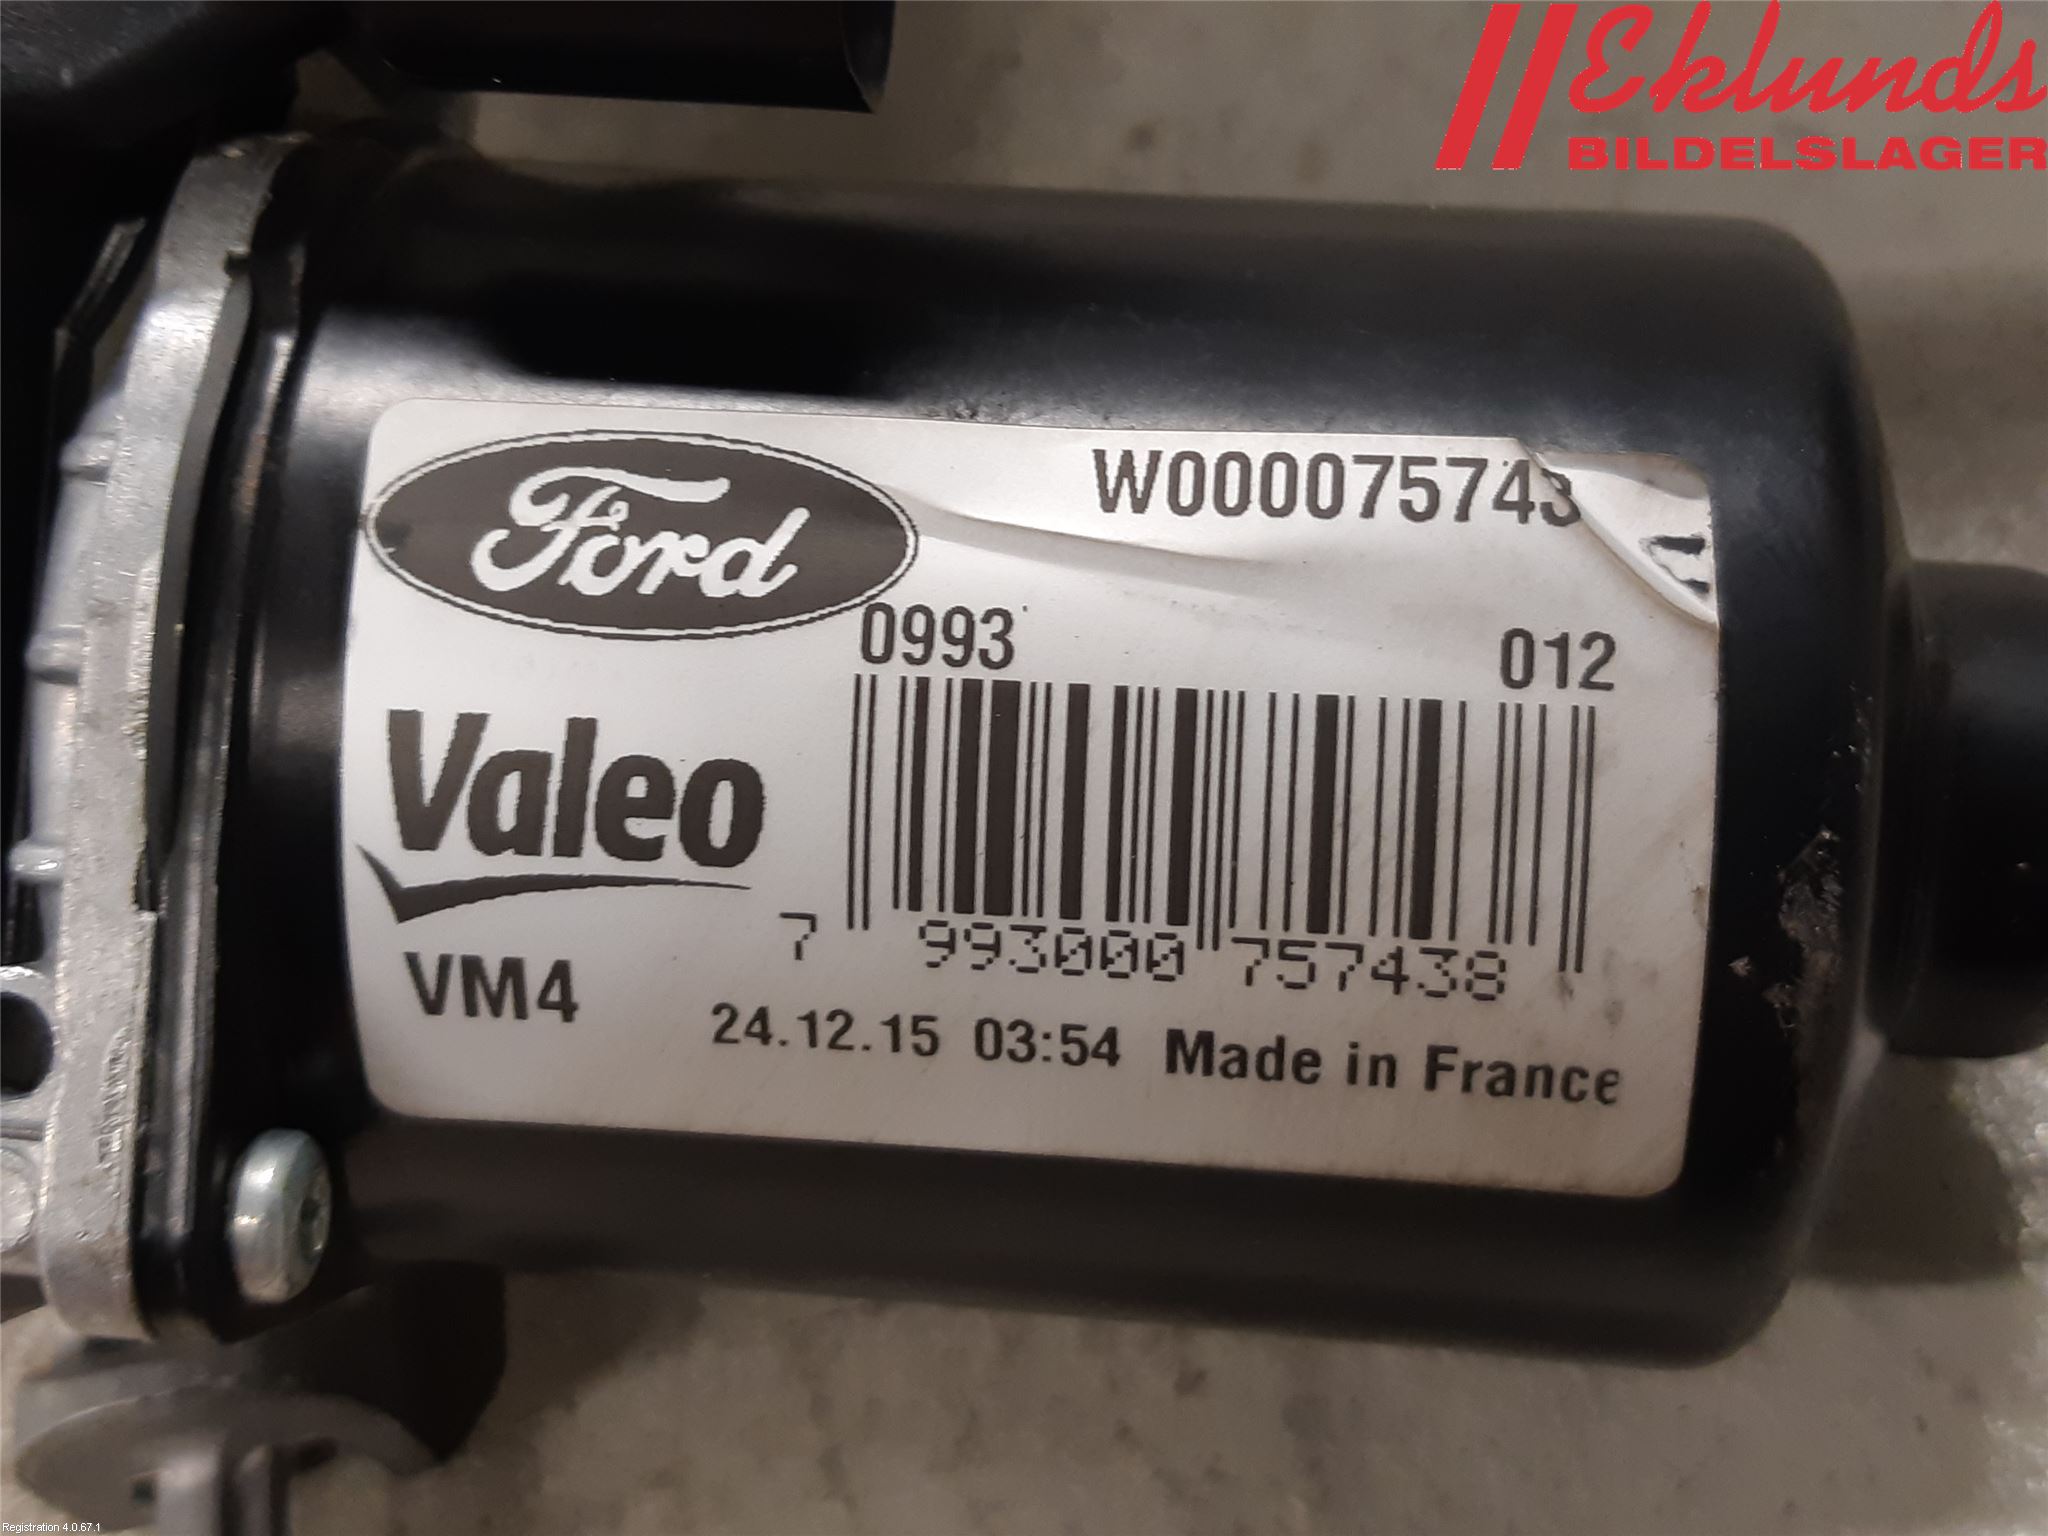 Eklunds
BILDELSLAGER
Ford
W000075743
0993 012
Valeo
7 993000 757438
VM4
24.12.15 03:54 Made in France
Registration 4.0.67.1